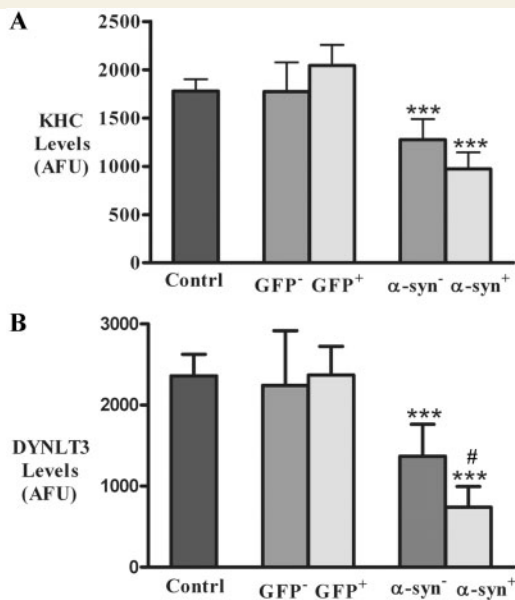 A
2500
2000
1500
1000
500
0
KHC
Levels
(AFU)
***
***
Contrl GFP⁻ GFP⁺ α-syn⁻ α-syn⁺
B
3000
2000
1000
0
DYNLT3
Levels
(AFU)
***
#
***
Contrl GFP⁻ GFP⁺ α-syn⁻ α-syn⁺